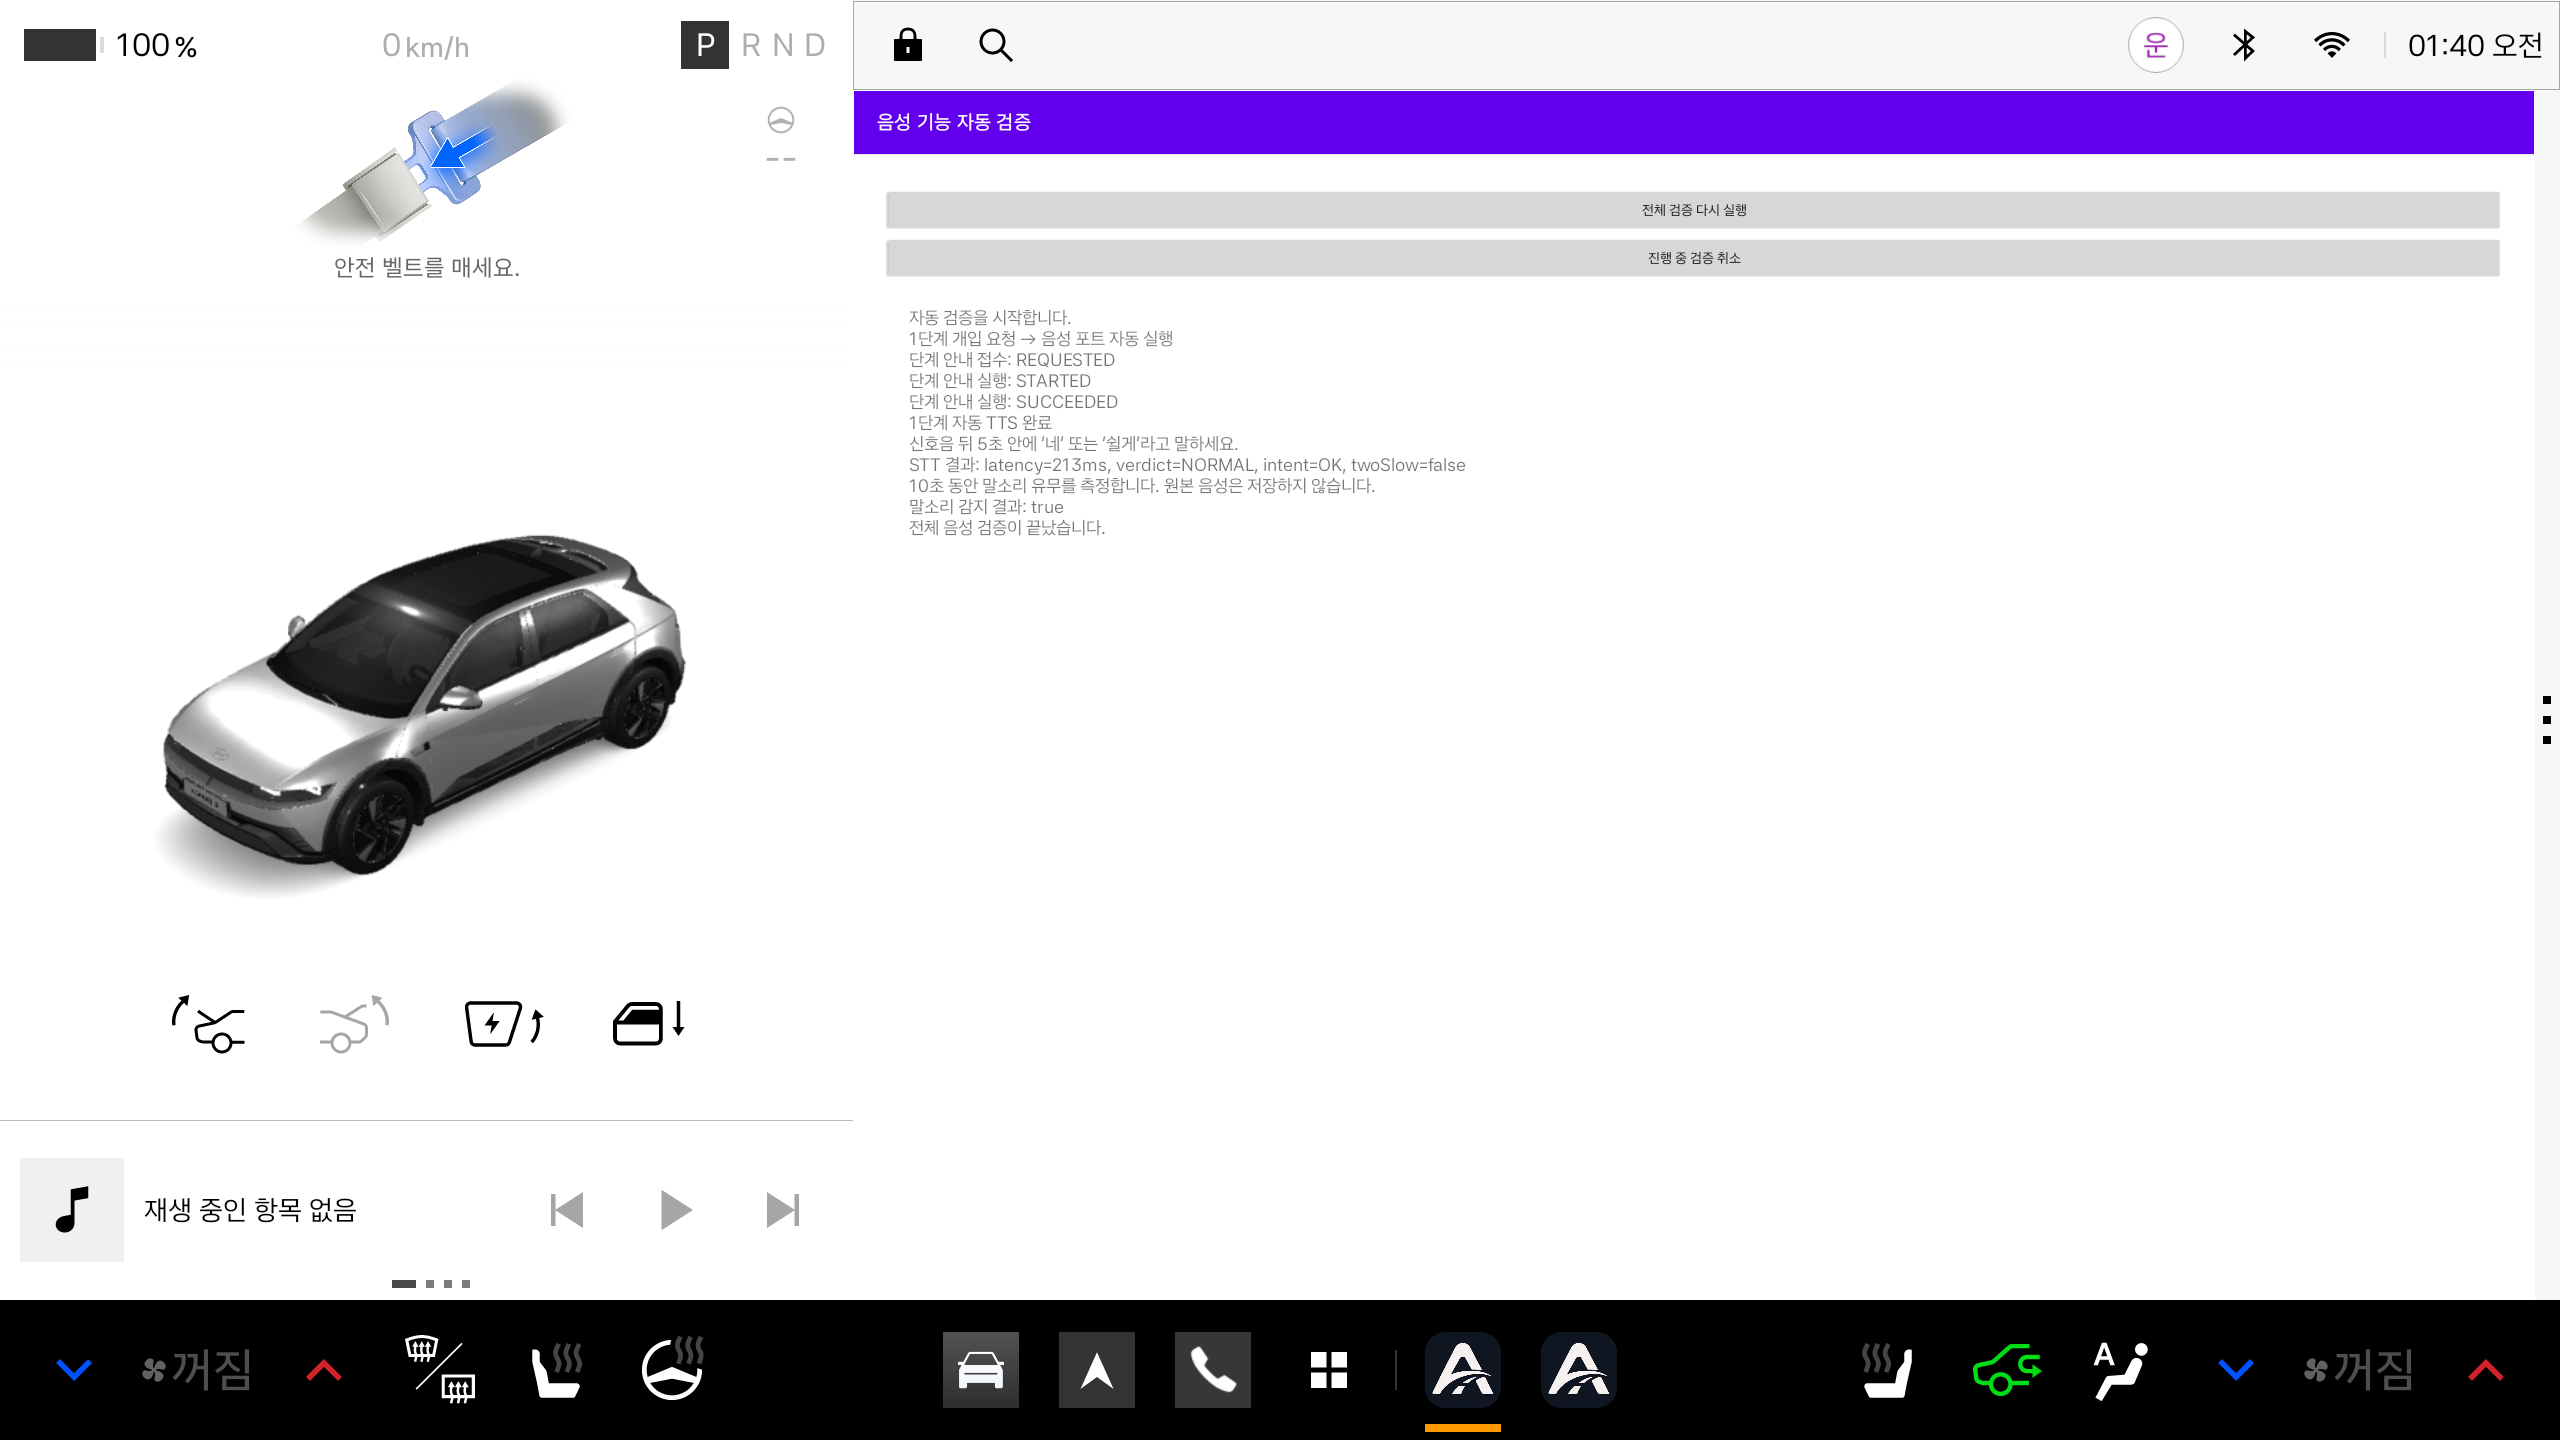 100 %
0 km/h
P R N D
운
01:40 오전
안전 벨트를 매세요.
음성 기능 자동 검증
전체 검증 다시 실행
진행 중 검증 취소
자동 검증을 시작합니다.
1단계 개입 요청 → 음성 포트 자동 실행
단계 안내 접수: REQUESTED
단계 안내 실행: STARTED
단계 안내 실행: SUCCEEDED
1단계 자동 TTS 완료
신호음 뒤 5초 안에 ‘네’ 또는 ‘쉴게’라고 말하세요.
STT 결과: latency=213ms, verdict=NORMAL, intent=OK, twoSlow=false
10초 동안 말소리 유무를 측정합니다. 원본 음성은 저장하지 않습니다.
말소리 감지 결과: true
전체 음성 검증이 끝났습니다.
재생 중인 항목 없음
꺼짐
A
꺼짐